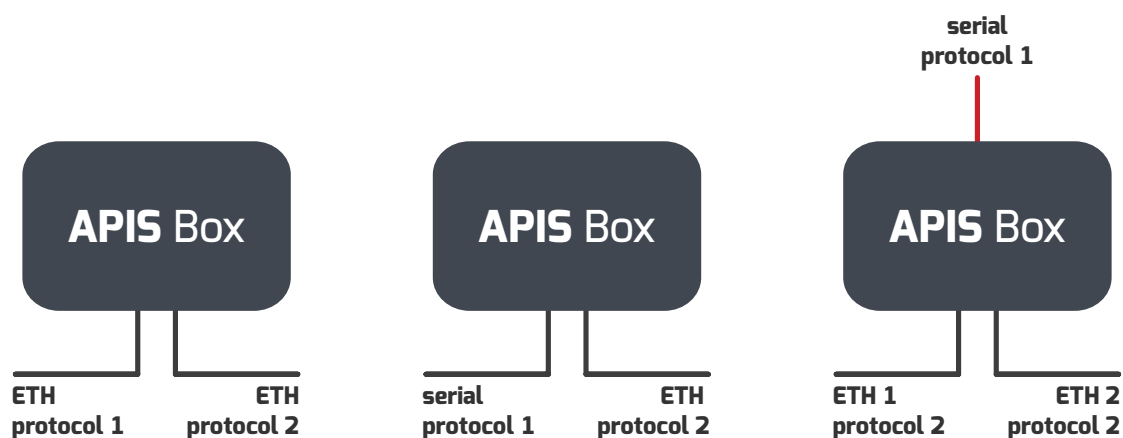 serial
protocol 1
APIS Box
APIS Box
APIS Box
ETH
protocol 1
ETH
protocol 2
serial
protocol 1
ETH
protocol 2
ETH 1
protocol 2
ETH 2
protocol 2